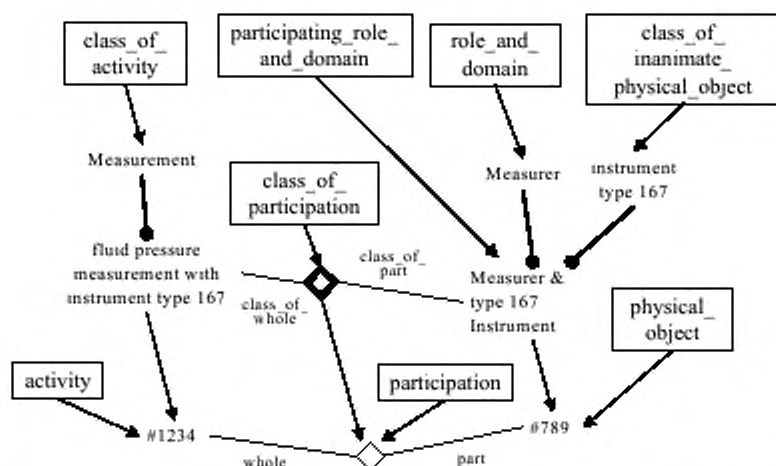 class_of_
activity
participating_role_
and_domain
role_and_
domain
class_of_
inanimate_
physical_object
Measurement
class_of_
participation
Measurer
instrument
type 167
fluid pressure
measurement with
instrument type 167
class_of_
part
class_of_
whole
Measurer &
type 167
Instrument
physical_
object
activity
participation
#1234
#789
whole
part